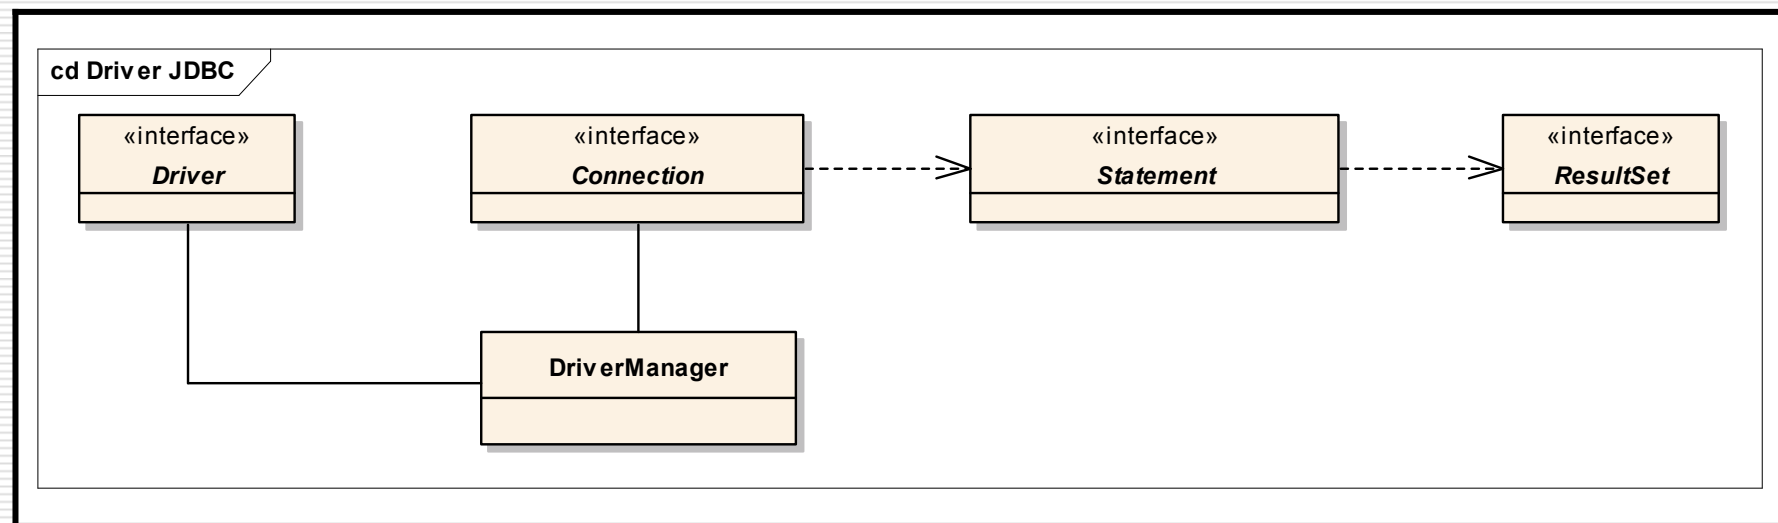 cd Driver JDBC
«interface»
Driver
«interface»
Connection
«interface»
Statement
«interface»
ResultSet
DriverManager